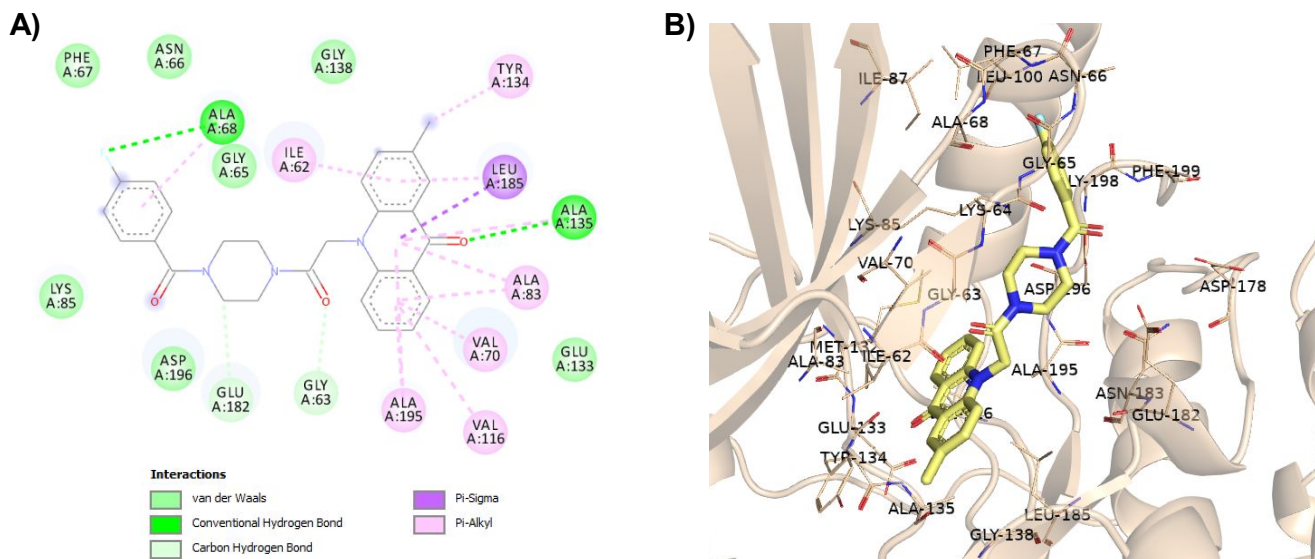 A)
PHE
A:67
ASN
A:66
GLY
A:138
TYR
A:134
ALA
A:68
GLY
A:65
ILE
A:62
LEU
A:185
ALA
A:135
O
N
N
N
O
O
LYS
A:85
ALA
A:83
ASP
A:196
GLU
A:182
GLY
A:63
VAL
A:70
GLU
A:133
ALA
A:195
VAL
A:116
Interactions
van der Waals
Conventional Hydrogen Bond
Carbon Hydrogen Bond
Pi-Sigma
Pi-Alkyl
B)
PHE-67
ILE-87
LEU-100
ASN-66
ALA-68
GLY-65
LY-198
PHE-199
LYS-64
LYS-85
VAL-70
GLY-63
ASP-196
ASP-178
MET-13
ALA-83
ILE-62
ALA-195
ASN-183
GLU-182
GLU-133
TYR-134
ALA-135
LEU-185
GLY-138